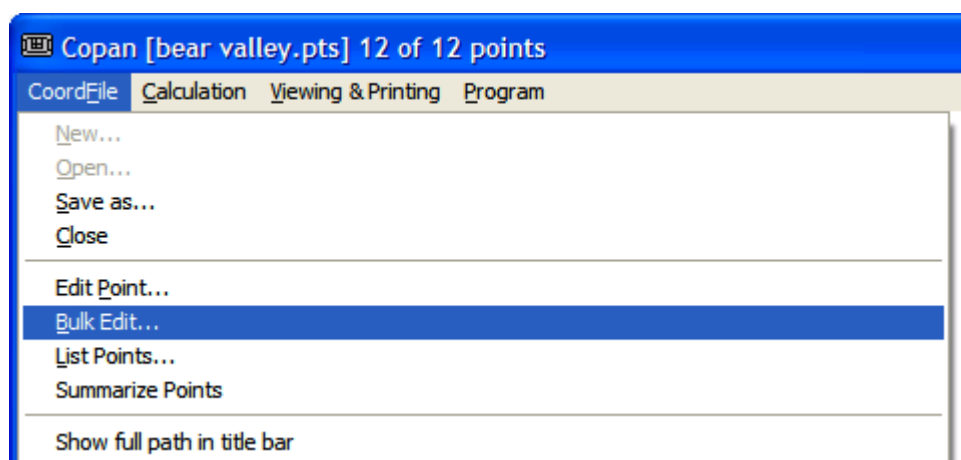 Copan [bear valley.pts] 12 of 12 points
CoordFile Calculation Viewing & Printing Program
New...
Open...
Save as...
Close
Edit Point...
Bulk Edit...
List Points...
Summarize Points
Show full path in title bar